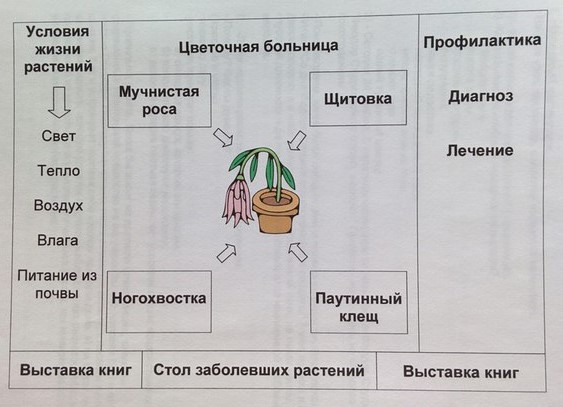 Условия
жизни
растений
Свет
Тепло
Воздух
Влага
Питание из
почвы
Цветочная больница
Мучнистая
роса
Щитовка
Ногохвостка
Паутинный
клещ
Профилактика
Диагноз
Лечение
Выставка книг
Стол заболевших растений
Выставка книг